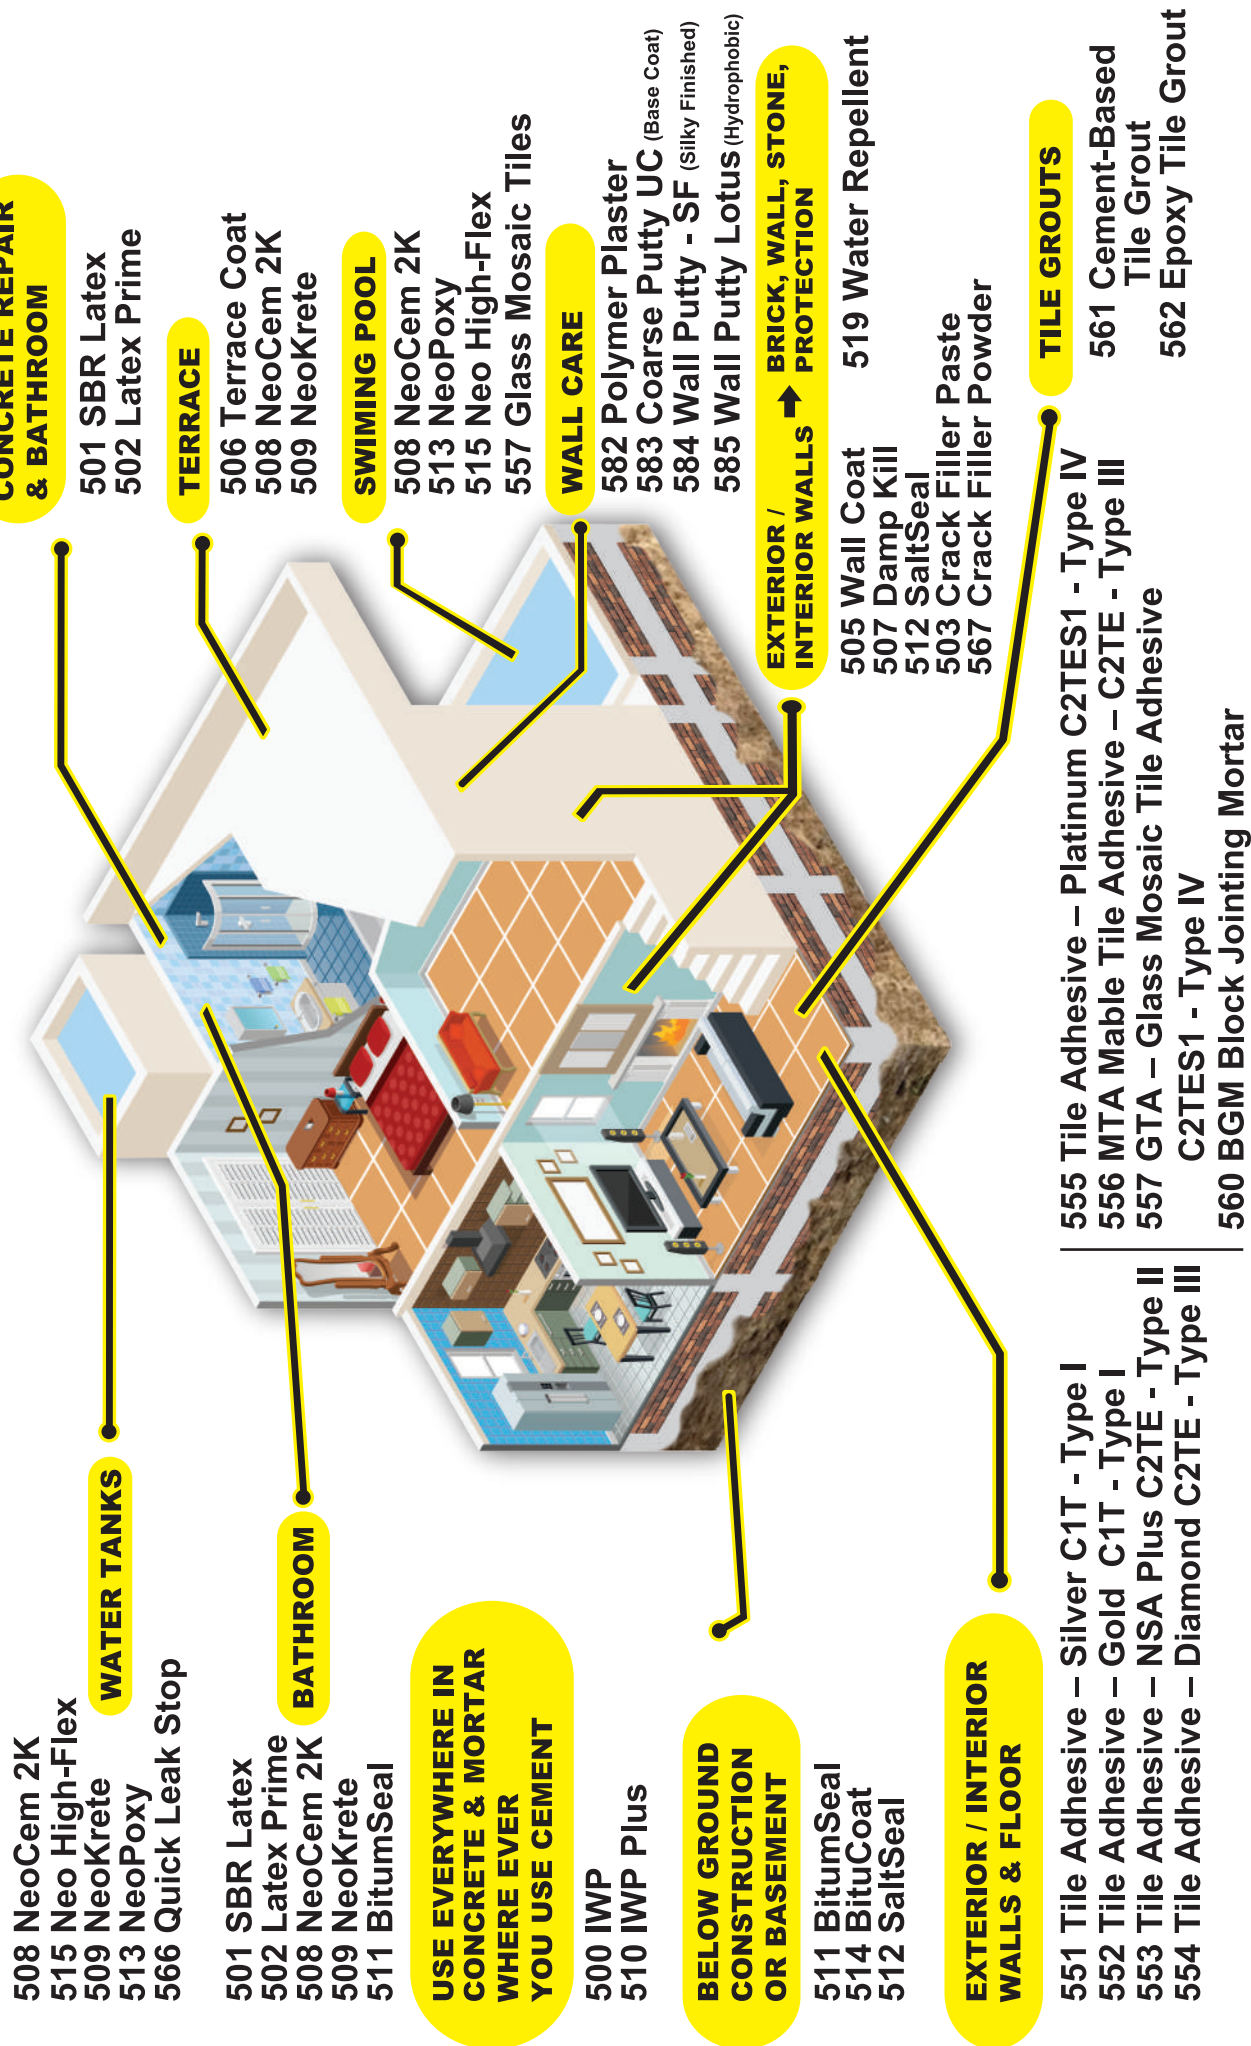 508 NeoCem 2K
515 Neo High-Flex
509 NeoKrete
513 NeoPoxy
566 Quick Leak Stop
WATER TANKS
501 SBR Latex
502 Latex Prime
508 NeoCem 2K
509 NeoKrete
511 BitumSeal
BATHROOM
USE EVERYWHERE IN
CONCRETE & MORTAR
WHERE EVER
YOU USE CEMENT
500 IWP
510 IWP Plus
BELOW GROUND
CONSTRUCTION
OR BASEMENT
511 BitumSeal
514 BituCoat
512 SaltSeal
EXTERIOR / INTERIOR
WALLS & FLOOR
551 Tile Adhesive – Silver C1T - Type I
552 Tile Adhesive – Gold C1T - Type I
553 Tile Adhesive – NSA Plus C2TE - Type II
554 Tile Adhesive – Diamond C2TE - Type III
555 Tile Adhesive – Platinum C2TES1 - Type IV
556 MTA Mable Tile Adhesive – C2TE - Type III
557 GTA – Glass Mosaic Tile Adhesive
C2TES1 - Type IV
560 BGM Block Jointing Mortar
CONCRETE REPAIR
& BATHROOM
501 SBR Latex
502 Latex Prime
TERRACE
506 Terrace Coat
508 NeoCem 2K
509 NeoKrete
SWIMING POOL
508 NeoCem 2K
513 NeoPoxy
515 Neo High-Flex
557 Glass Mosaic Tiles
WALL CARE
582 Polymer Plaster
583 Coarse Putty UC (Base Coat)
584 Wall Putty - SF (Silky Finished)
585 Wall Putty Lotus (Hydrophobic)
EXTERIOR /
INTERIOR WALLS
BRICK, WALL, STONE,
PROTECTION
505 Wall Coat
507 Damp Kill
512 SaltSeal
503 Crack Filler Paste
567 Crack Filler Powder
519 Water Repellent
TILE GROUTS
561 Cement-Based
Tile Grout
562 Epoxy Tile Grout